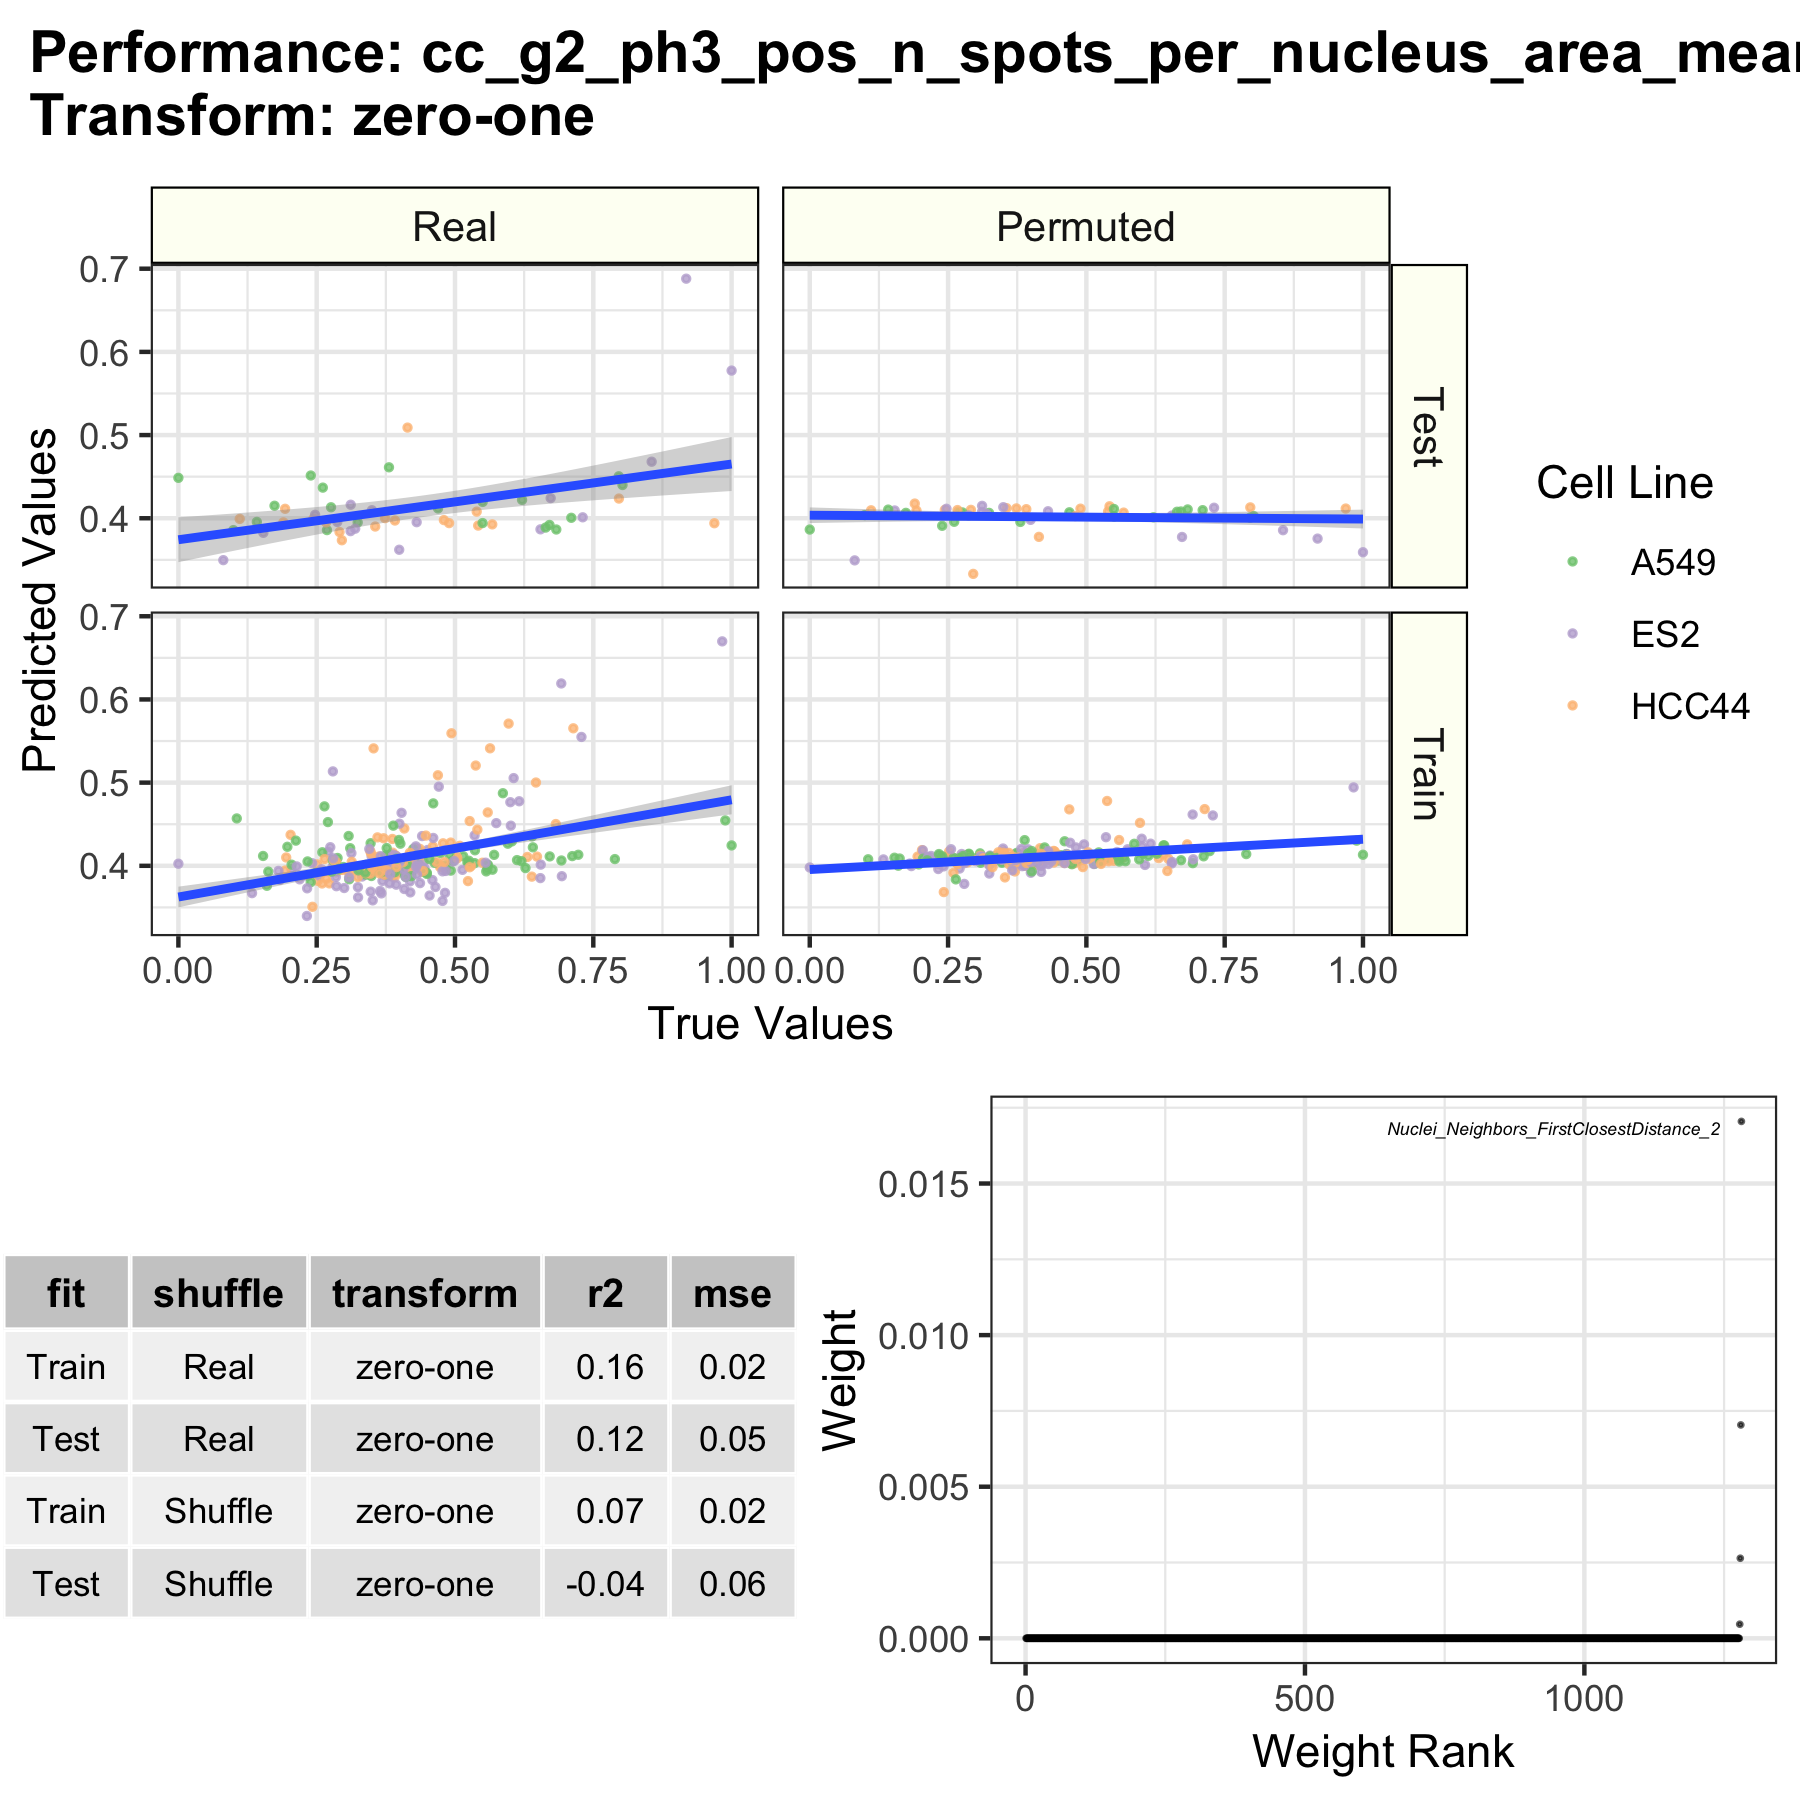 Performance: cc_g2_ph3_pos_n_spots_per_nucleus_area_mea
Transform: zero-one
Real
Permuted
0.7
0.6
0.5
0.4
Test
0.7
0.6
0.5
0.4
Train
Predicted Values
0.00 0.25 0.50 0.75 1.00 0.00 0.25 0.50 0.75 1.00
True Values
Cell Line
A549
ES2
HCC44
fit shuffle transform r2 mse
Train Real zero-one 0.16 0.02
Test Real zero-one 0.12 0.05
Train Shuffle zero-one 0.07 0.02
Test Shuffle zero-one -0.04 0.06
Nuclei_Neighbors_FirstClosestDistance_2
0.015
0.010
0.005
0.000
Weight
0 500 1000
Weight Rank